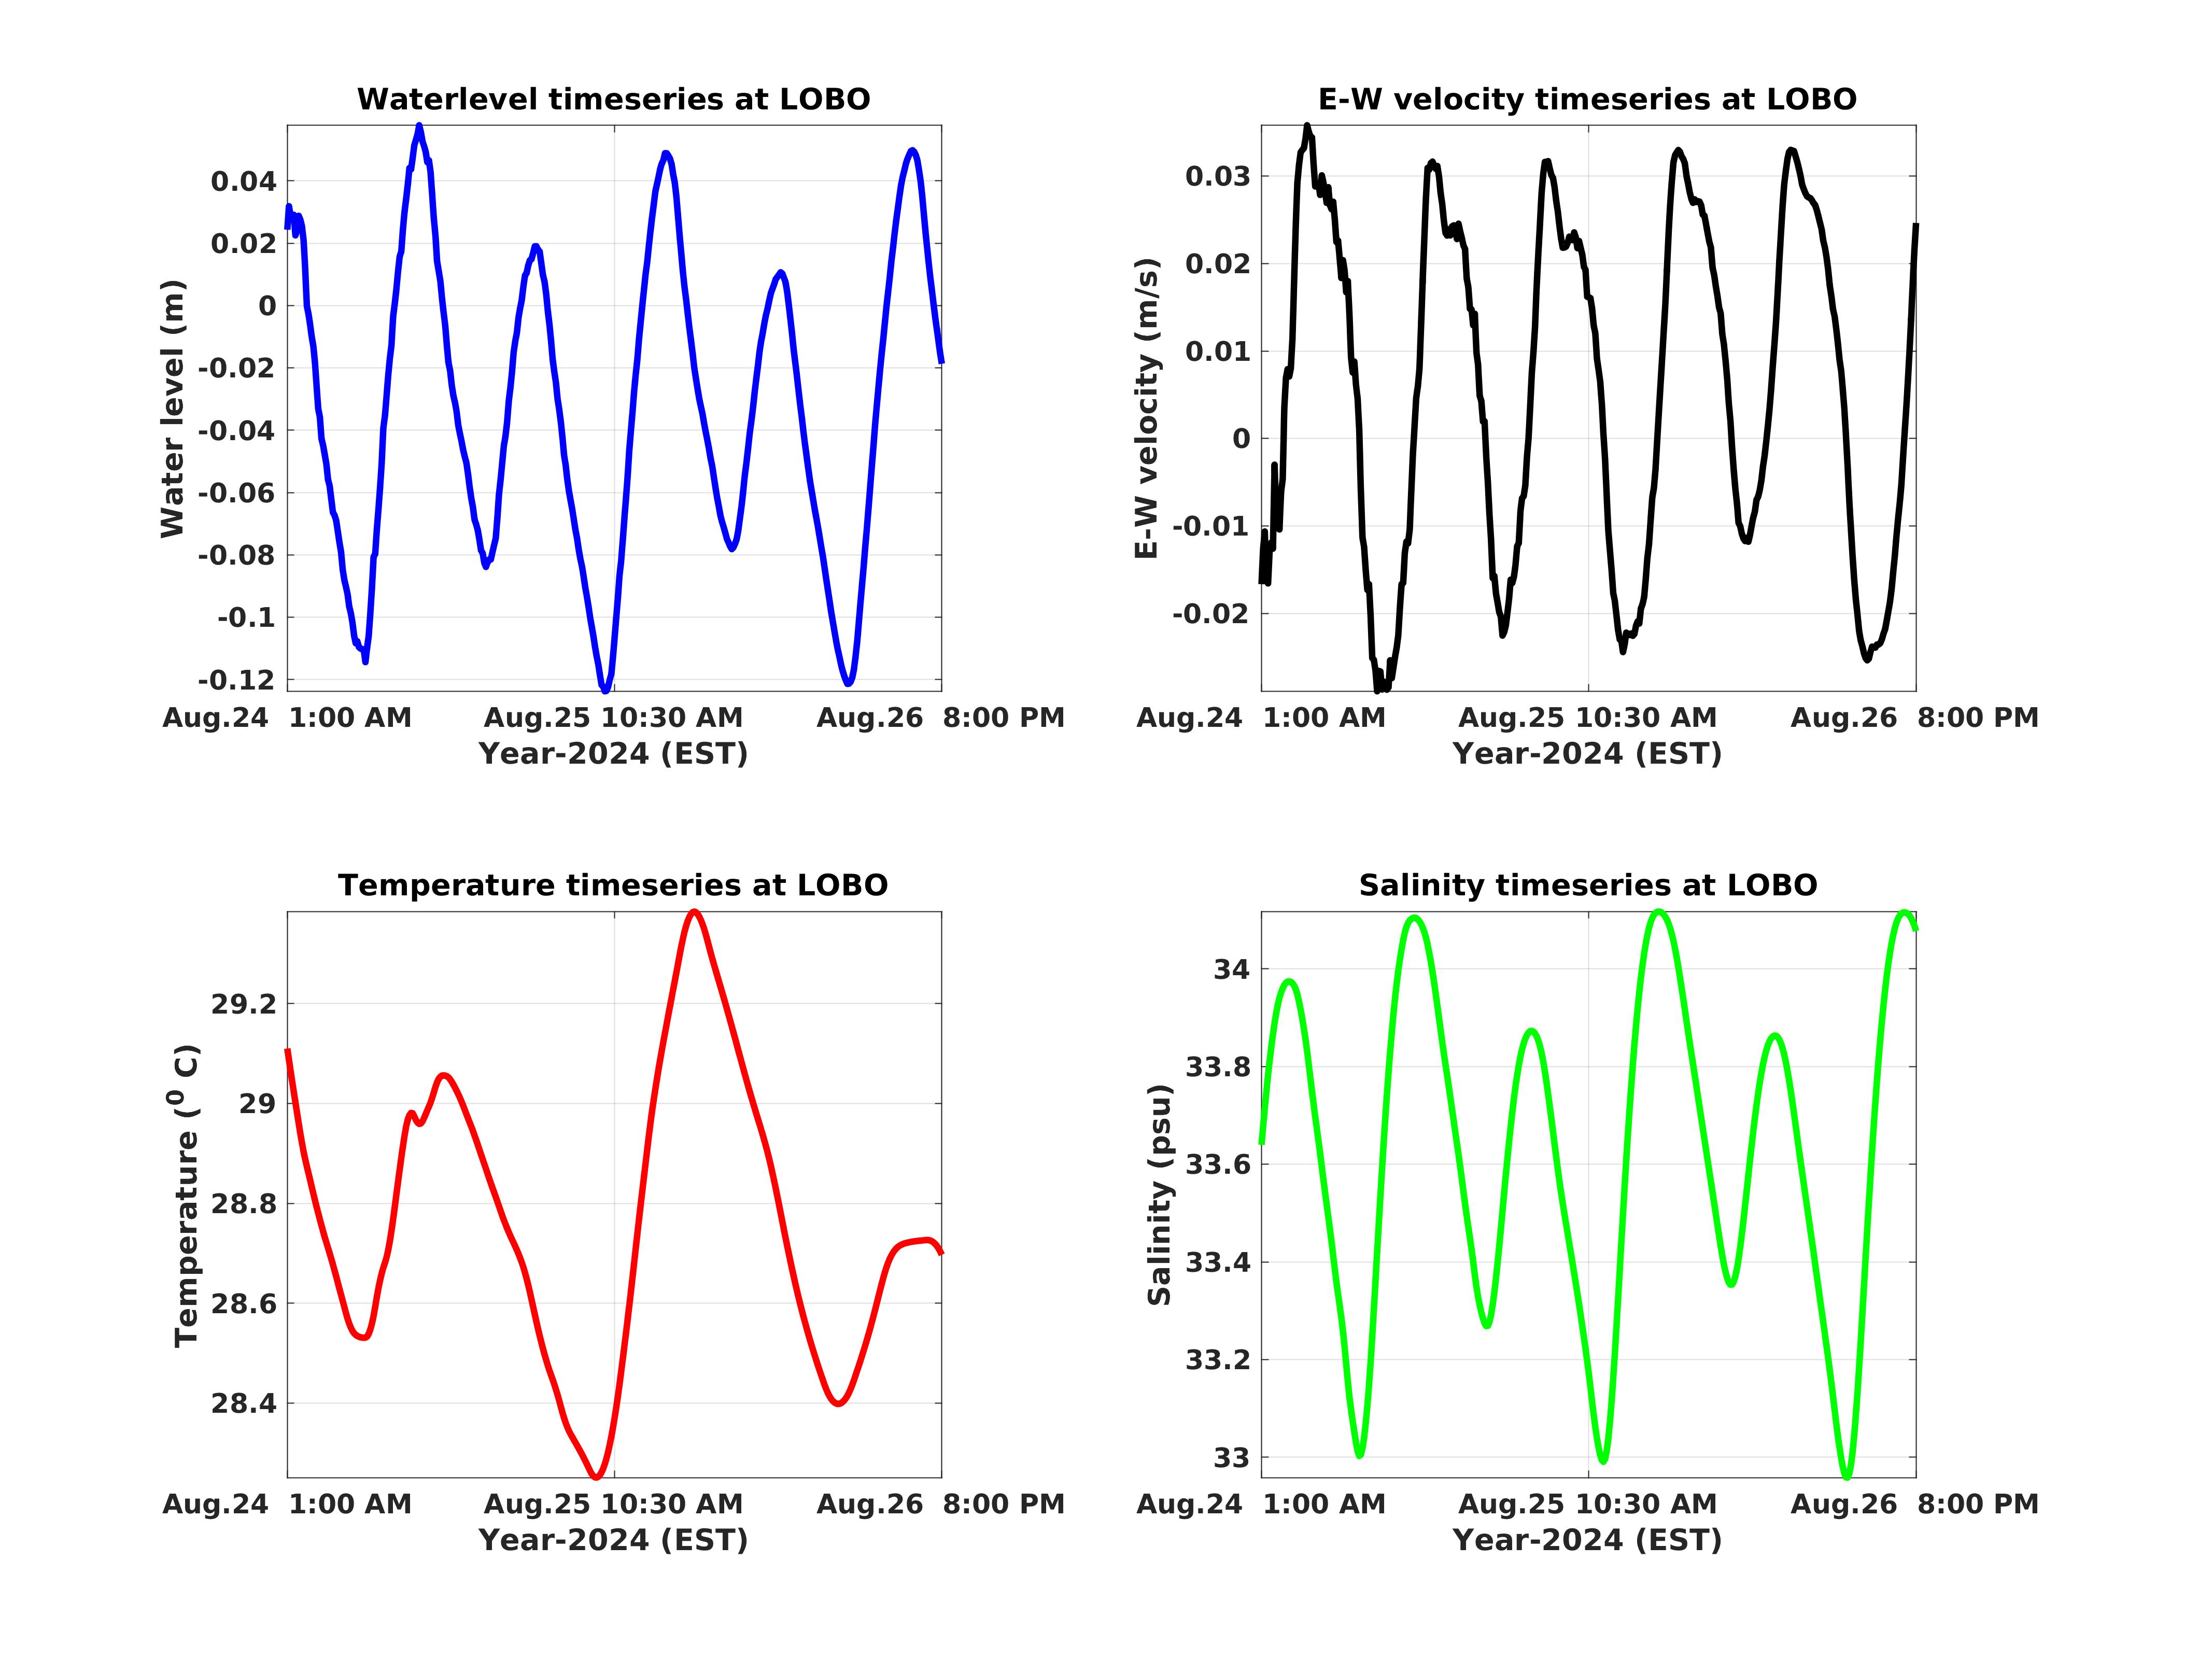 Waterlevel timeseries at LOBO
0.04
0.02
0
-0.02
-0.04
-0.06
-0.08
-0.1
-0.12
Water level (m)
Aug.24 1:00 AM
Aug.25 10:30 AM
Aug.26 8:00 PM
Year-2024 (EST)
E-W velocity timeseries at LOBO
0.03
0.02
0.01
0
-0.01
-0.02
E-W velocity (m/s)
Aug.24 1:00 AM
Aug.25 10:30 AM
Aug.26 8:00 PM
Year-2024 (EST)
Temperature timeseries at LOBO
29.2
29
28.8
28.6
28.4
Temperature (⁰ C)
Aug.24 1:00 AM
Aug.25 10:30 AM
Aug.26 8:00 PM
Year-2024 (EST)
Salinity timeseries at LOBO
34
33.8
33.6
33.4
33.2
33
Salinity (psu)
Aug.24 1:00 AM
Aug.25 10:30 AM
Aug.26 8:00 PM
Year-2024 (EST)